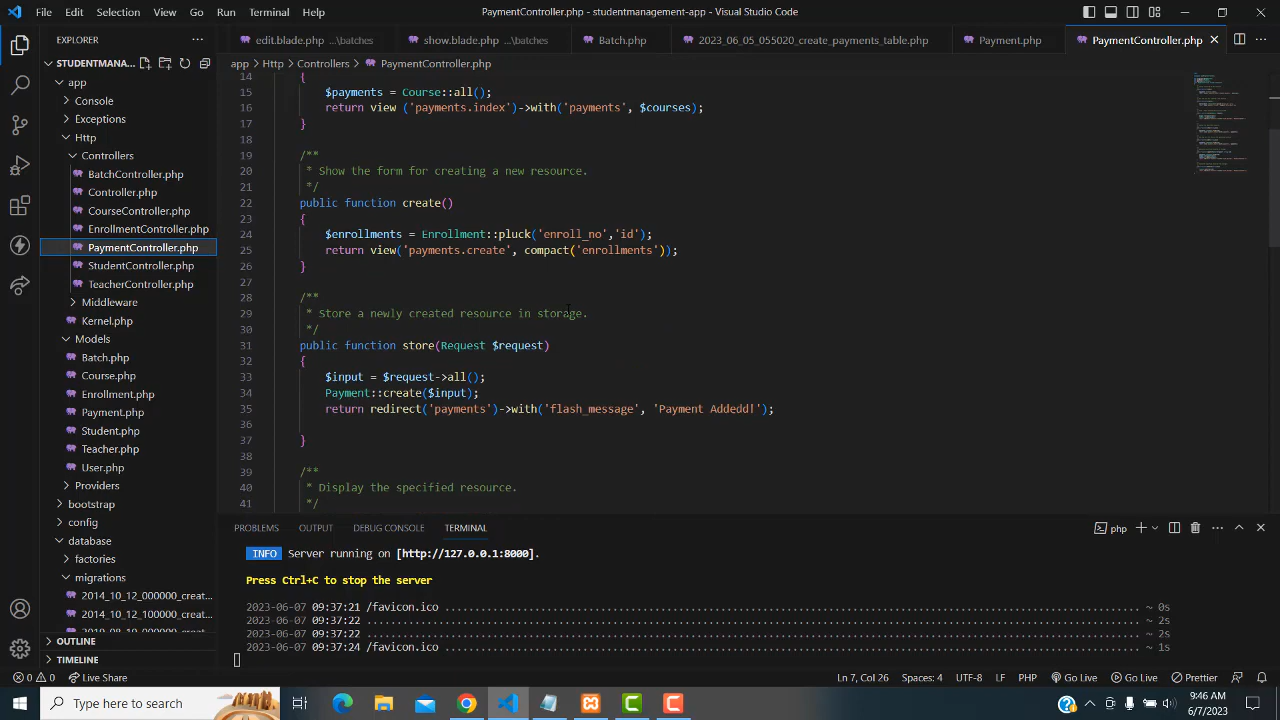 File Edit Selection View Go Run Terminal Help PaymentController.php - studentmanagement-app - Visual Studio Code
EXPLORER ... edit.blade.php ...\batches show.blade.php ...\batches Batch.php 2023_06_05_055020_create_payments_table.php Payment.php PaymentController.php
STUDENTMANA... app > Http > Controllers > PaymentController.php
app
Console
Exceptions
Http
Controllers
BatchController.php
Controller.php
CourseController.php
EnrollmentController.php
PaymentController.php
StudentController.php
TeacherController.php
Middleware
Kernel.php
Models
Batch.php
Course.php
Enrollment.php
Payment.php
Student.php
Teacher.php
User.php
Providers
bootstrap
config
database
factories
migrations
2014_10_12_000000_creat...
2014_10_12_100000_creat...
2019_08_19_000000_creat...
OUTLINE
TIMELINE
14 {
15 $payments = Course::all();
16 return view ('payments.index')->with('payments', $courses);
17 }
18
19 /**
20 * Show the form for creating a new resource.
21 */
22 public function create()
23 {
24 $enrollments = Enrollment::pluck('enroll_no','id');
25 return view('payments.create', compact('enrollments'));
26 }
27
28 /**
29 * Store a newly created resource in storage.
30 */
31 public function store(Request $request)
32 {
33 $input = $request->all();
34 Payment::create($input);
35 return redirect('payments')->with('flash_message', 'Payment Addedd!');
36
37 }
38
39 /**
40 * Display the specified resource.
41 */
PROBLEMS OUTPUT DEBUG CONSOLE TERMINAL php
INFO Server running on [http://127.0.0.1:8000].
Press Ctrl+C to stop the server
2023-06-07 09:37:21 /favicon.ico ........ ~ 0s
2023-06-07 09:37:22 ........ ~ 2s
2023-06-07 09:37:22 ........ ~ 2s
2023-06-07 09:37:24 /favicon.ico ........ ~ 1s
0 0 Live Share Ln 7, Col 26 Spaces: 4 UTF-8 LF PHP Go Live Go Live Prettier
Type here to search 9:46 AM
6/7/2023